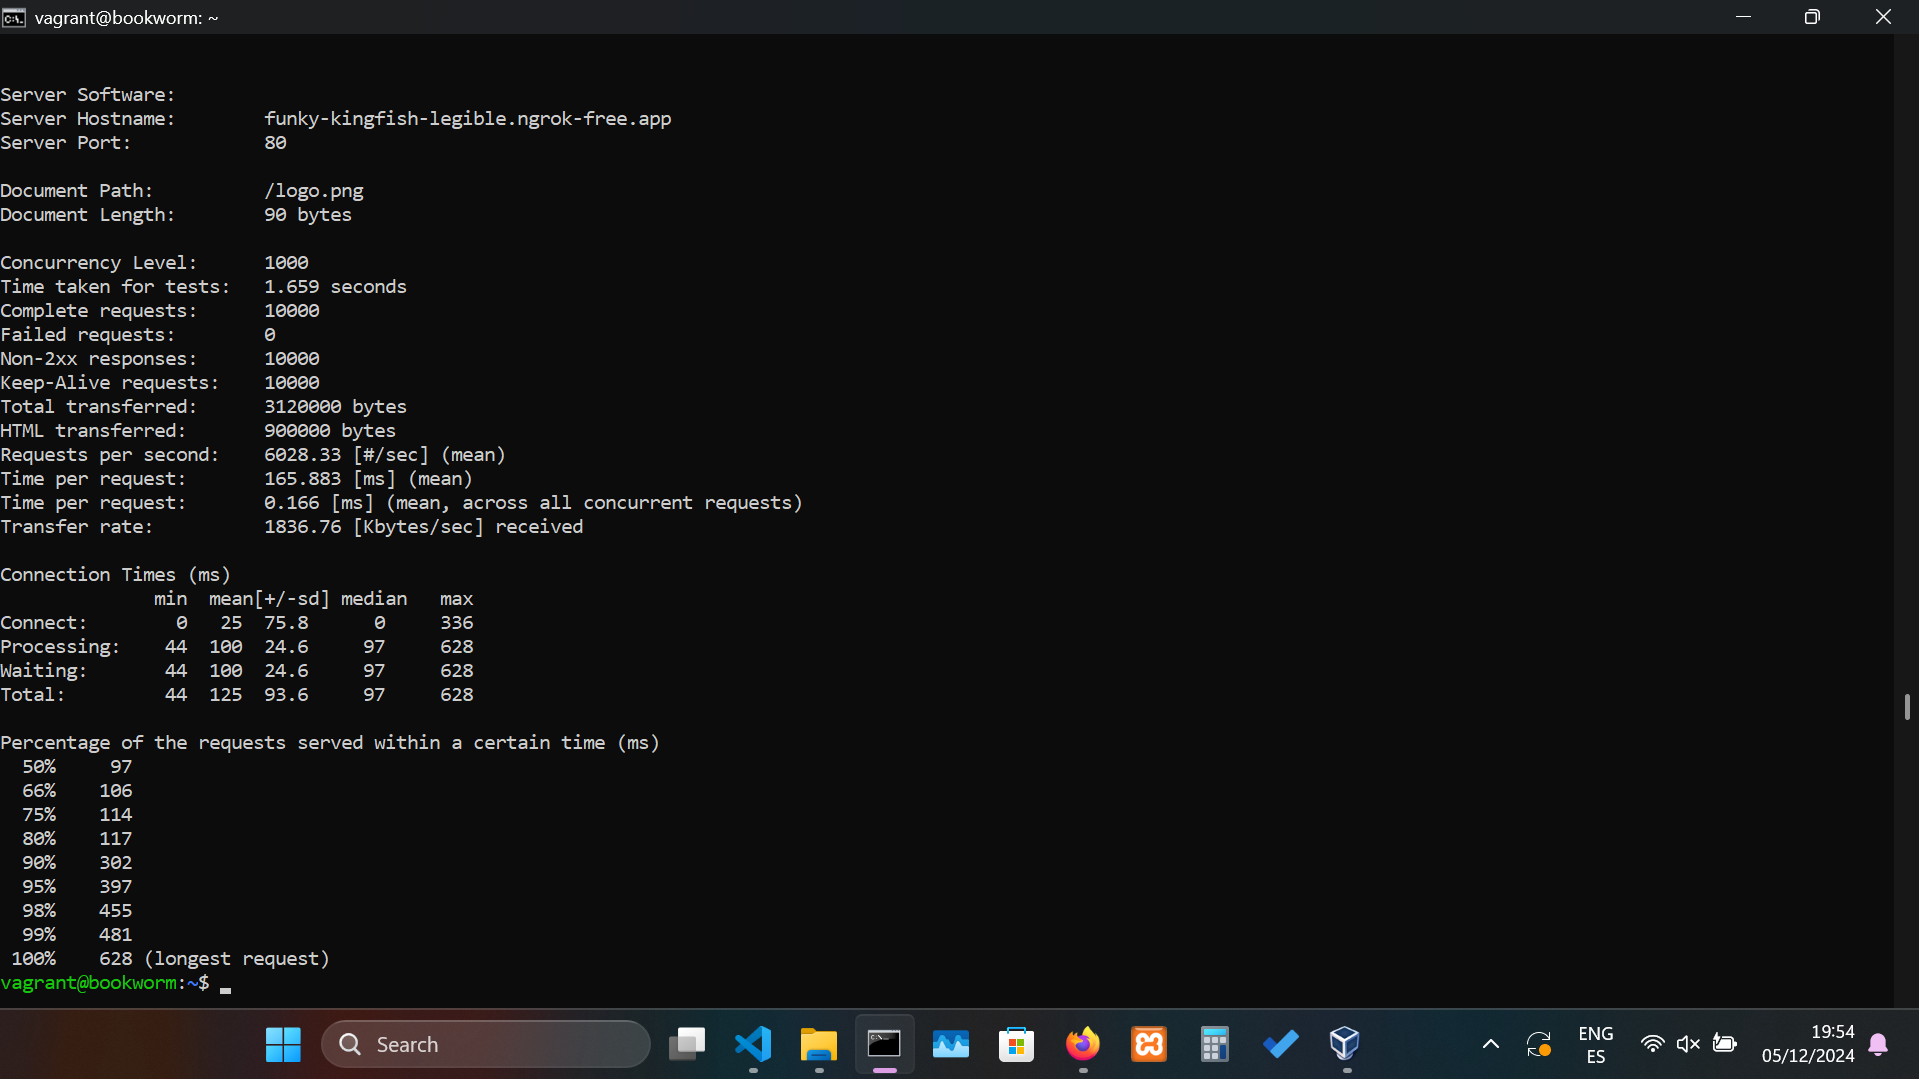 vagrant@bookworm: ~
Server Software:
Server Hostname:        funky-kingfish-legible.ngrok-free.app
Server Port:            80
Document Path:          /logo.png
Document Length:        90 bytes
Concurrency Level:      1000
Time taken for tests:   1.659 seconds
Complete requests:      10000
Failed requests:        0
Non-2xx responses:      10000
Keep-Alive requests:    10000
Total transferred:      3120000 bytes
HTML transferred:       900000 bytes
Requests per second:    6028.33 [#/sec] (mean)
Time per request:       165.883 [ms] (mean)
Time per request:       0.166 [ms] (mean, across all concurrent requests)
Transfer rate:          1836.76 [Kbytes/sec] received
Connection Times (ms)
              min  mean[+/-sd] median   max
Connect:        0   25  75.8      0     336
Processing:    44  100  24.6     97     628
Waiting:       44  100  24.6     97     628
Total:         44  125  93.6     97     628
Percentage of the requests served within a certain time (ms)
  50%     97
  66%    106
  75%    114
  80%    117
  90%    302
  95%    397
  98%    455
  99%    481
 100%    628 (longest request)
vagrant@bookworm:~$
Search
ENG
ES
19:54
05/12/2024